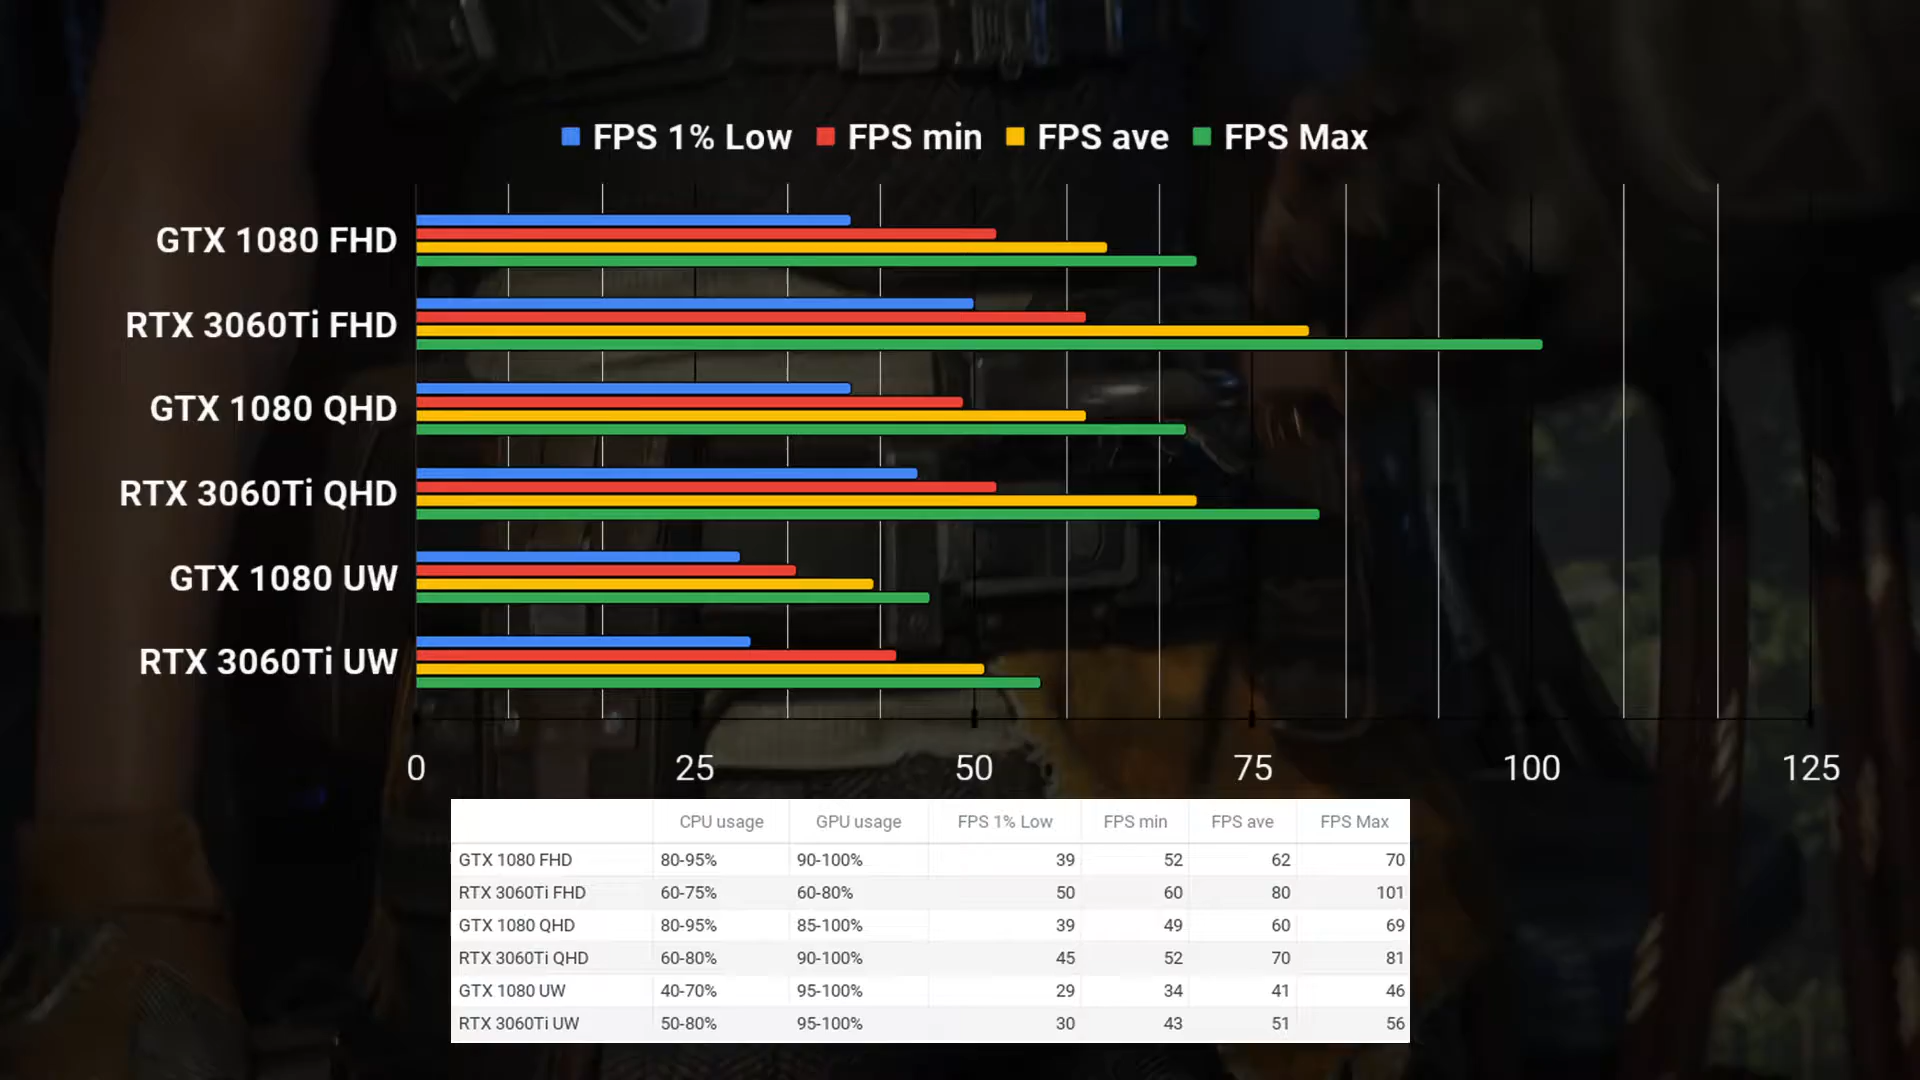 FPS 1% Low FPS min FPS ave FPS Max
GTX 1080 FHD
RTX 3060Ti FHD
GTX 1080 QHD
RTX 3060Ti QHD
GTX 1080 UW
RTX 3060Ti UW
0 25 50 75 100 125
CPU usage GPU usage FPS 1% Low FPS min FPS ave FPS Max
GTX 1080 FHD 80-95% 90-100% 39 52 62 70
RTX 3060Ti FHD 60-75% 60-80% 50 60 80 101
GTX 1080 QHD 80-95% 85-100% 39 49 60 69
RTX 3060Ti QHD 60-80% 90-100% 45 52 70 81
GTX 1080 UW 40-70% 95-100% 29 34 41 46
RTX 3060Ti UW 50-80% 95-100% 30 43 51 56